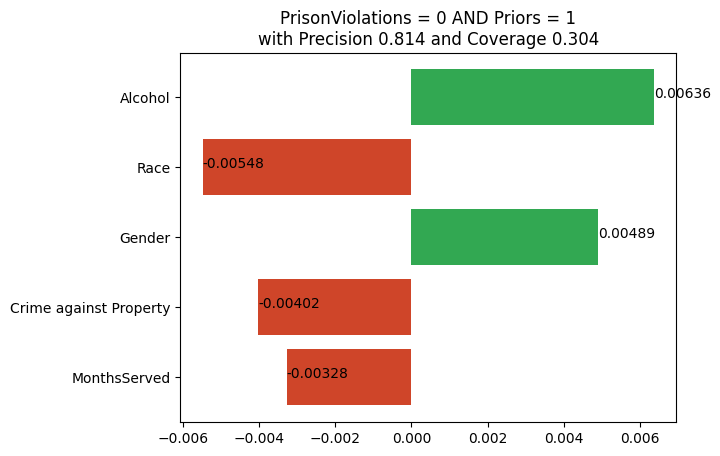 PrisonViolations = 0 AND Priors = 1
with Precision 0.814 and Coverage 0.304
Alcohol
0.00636
Race
-0.00548
Gender
0.00489
Crime against Property
-0.00402
MonthsServed
-0.00328
−0.006 −0.004 −0.002 0.000 0.002 0.004 0.006